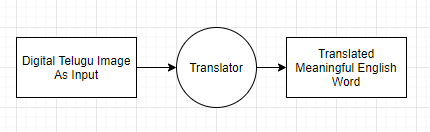 Digital Telugu Image
As Input
Translator
Translated
Meaningful English
Word